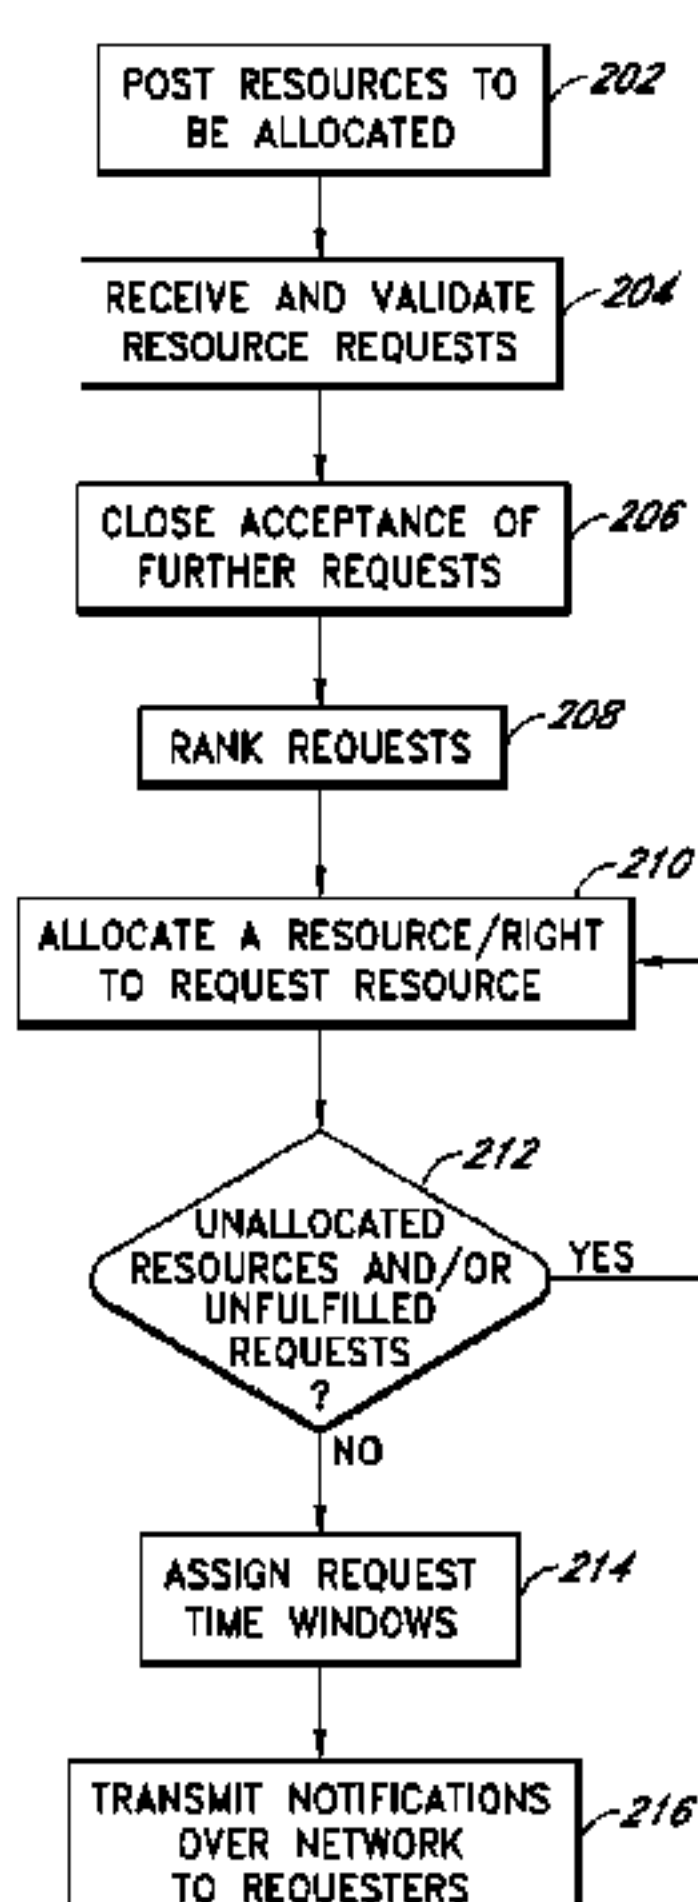 POST RESOURCES TO
BE ALLOCATED
202
RECEIVE AND VALIDATE
RESOURCE REQUESTS
204
CLOSE ACCEPTANCE OF
FURTHER REQUESTS
206
RANK REQUESTS
208
210
ALLOCATE A RESOURCE/RIGHT
TO REQUEST RESOURCE
212
UNALLOCATED
RESOURCES AND/OR
UNFULFILLED
REQUESTS
?
YES
NO
ASSIGN REQUEST
TIME WINDOWS
214
TRANSMIT NOTIFICATIONS
OVER NETWORK
TO REQUESTERS
216